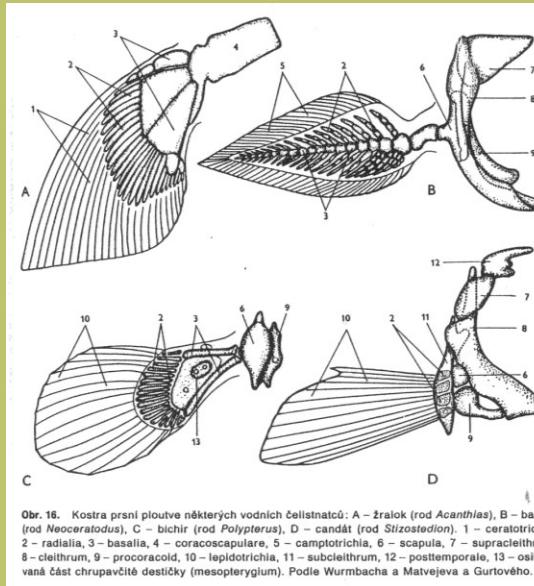 3
4
2
1
A
5
2
6
7
8
9
B
3
12
7
10
2
3
6
9
13
C
10
11
2
8
6
9
D
Obr. 16. Kostra prsní ploutve některých vodních čelistnatců: A – žralok (rod Acanthias), B – ba
(rod Neoceratodus), C – bichir (rod Polypterus), D – candát (rod Stizostedion). 1 – ceratotric
2 – radialia, 3 – basalia, 4 – coracoscapulare, 5 – camptotrichia, 6 – scapula, 7 – supracleithr
8 – cleithrum, 9 – procoracoid, 10 – lepidotrichia, 11 – subcleithrum, 12 – posttemporale, 13 – osif
vaná část chrupavčité destičky (mesopterygium). Podle Wurmbacha a Matvejeva a Gurtového.